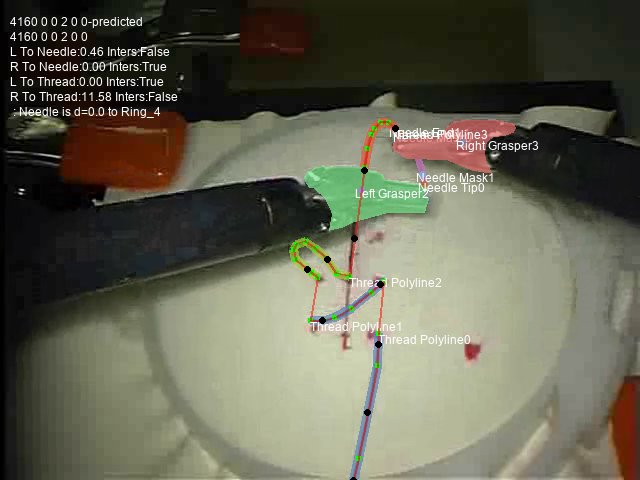 4160 0 0 2 0 0-predicted
4160 0 0 2 0 0
L To Needle:0.46 Inters:False
R To Needle:0.00 Inters:True
L To Thread:0.00 Inters:True
R To Thread:11.58 Inters:False
: Needle is d=0.0 to Ring_4
Polyline3
Right Grasper3
Needle Mask1
Needle Tip0
Left Grasper2
Thread Polyline2
Thread Polyline1
Thread Polyline0